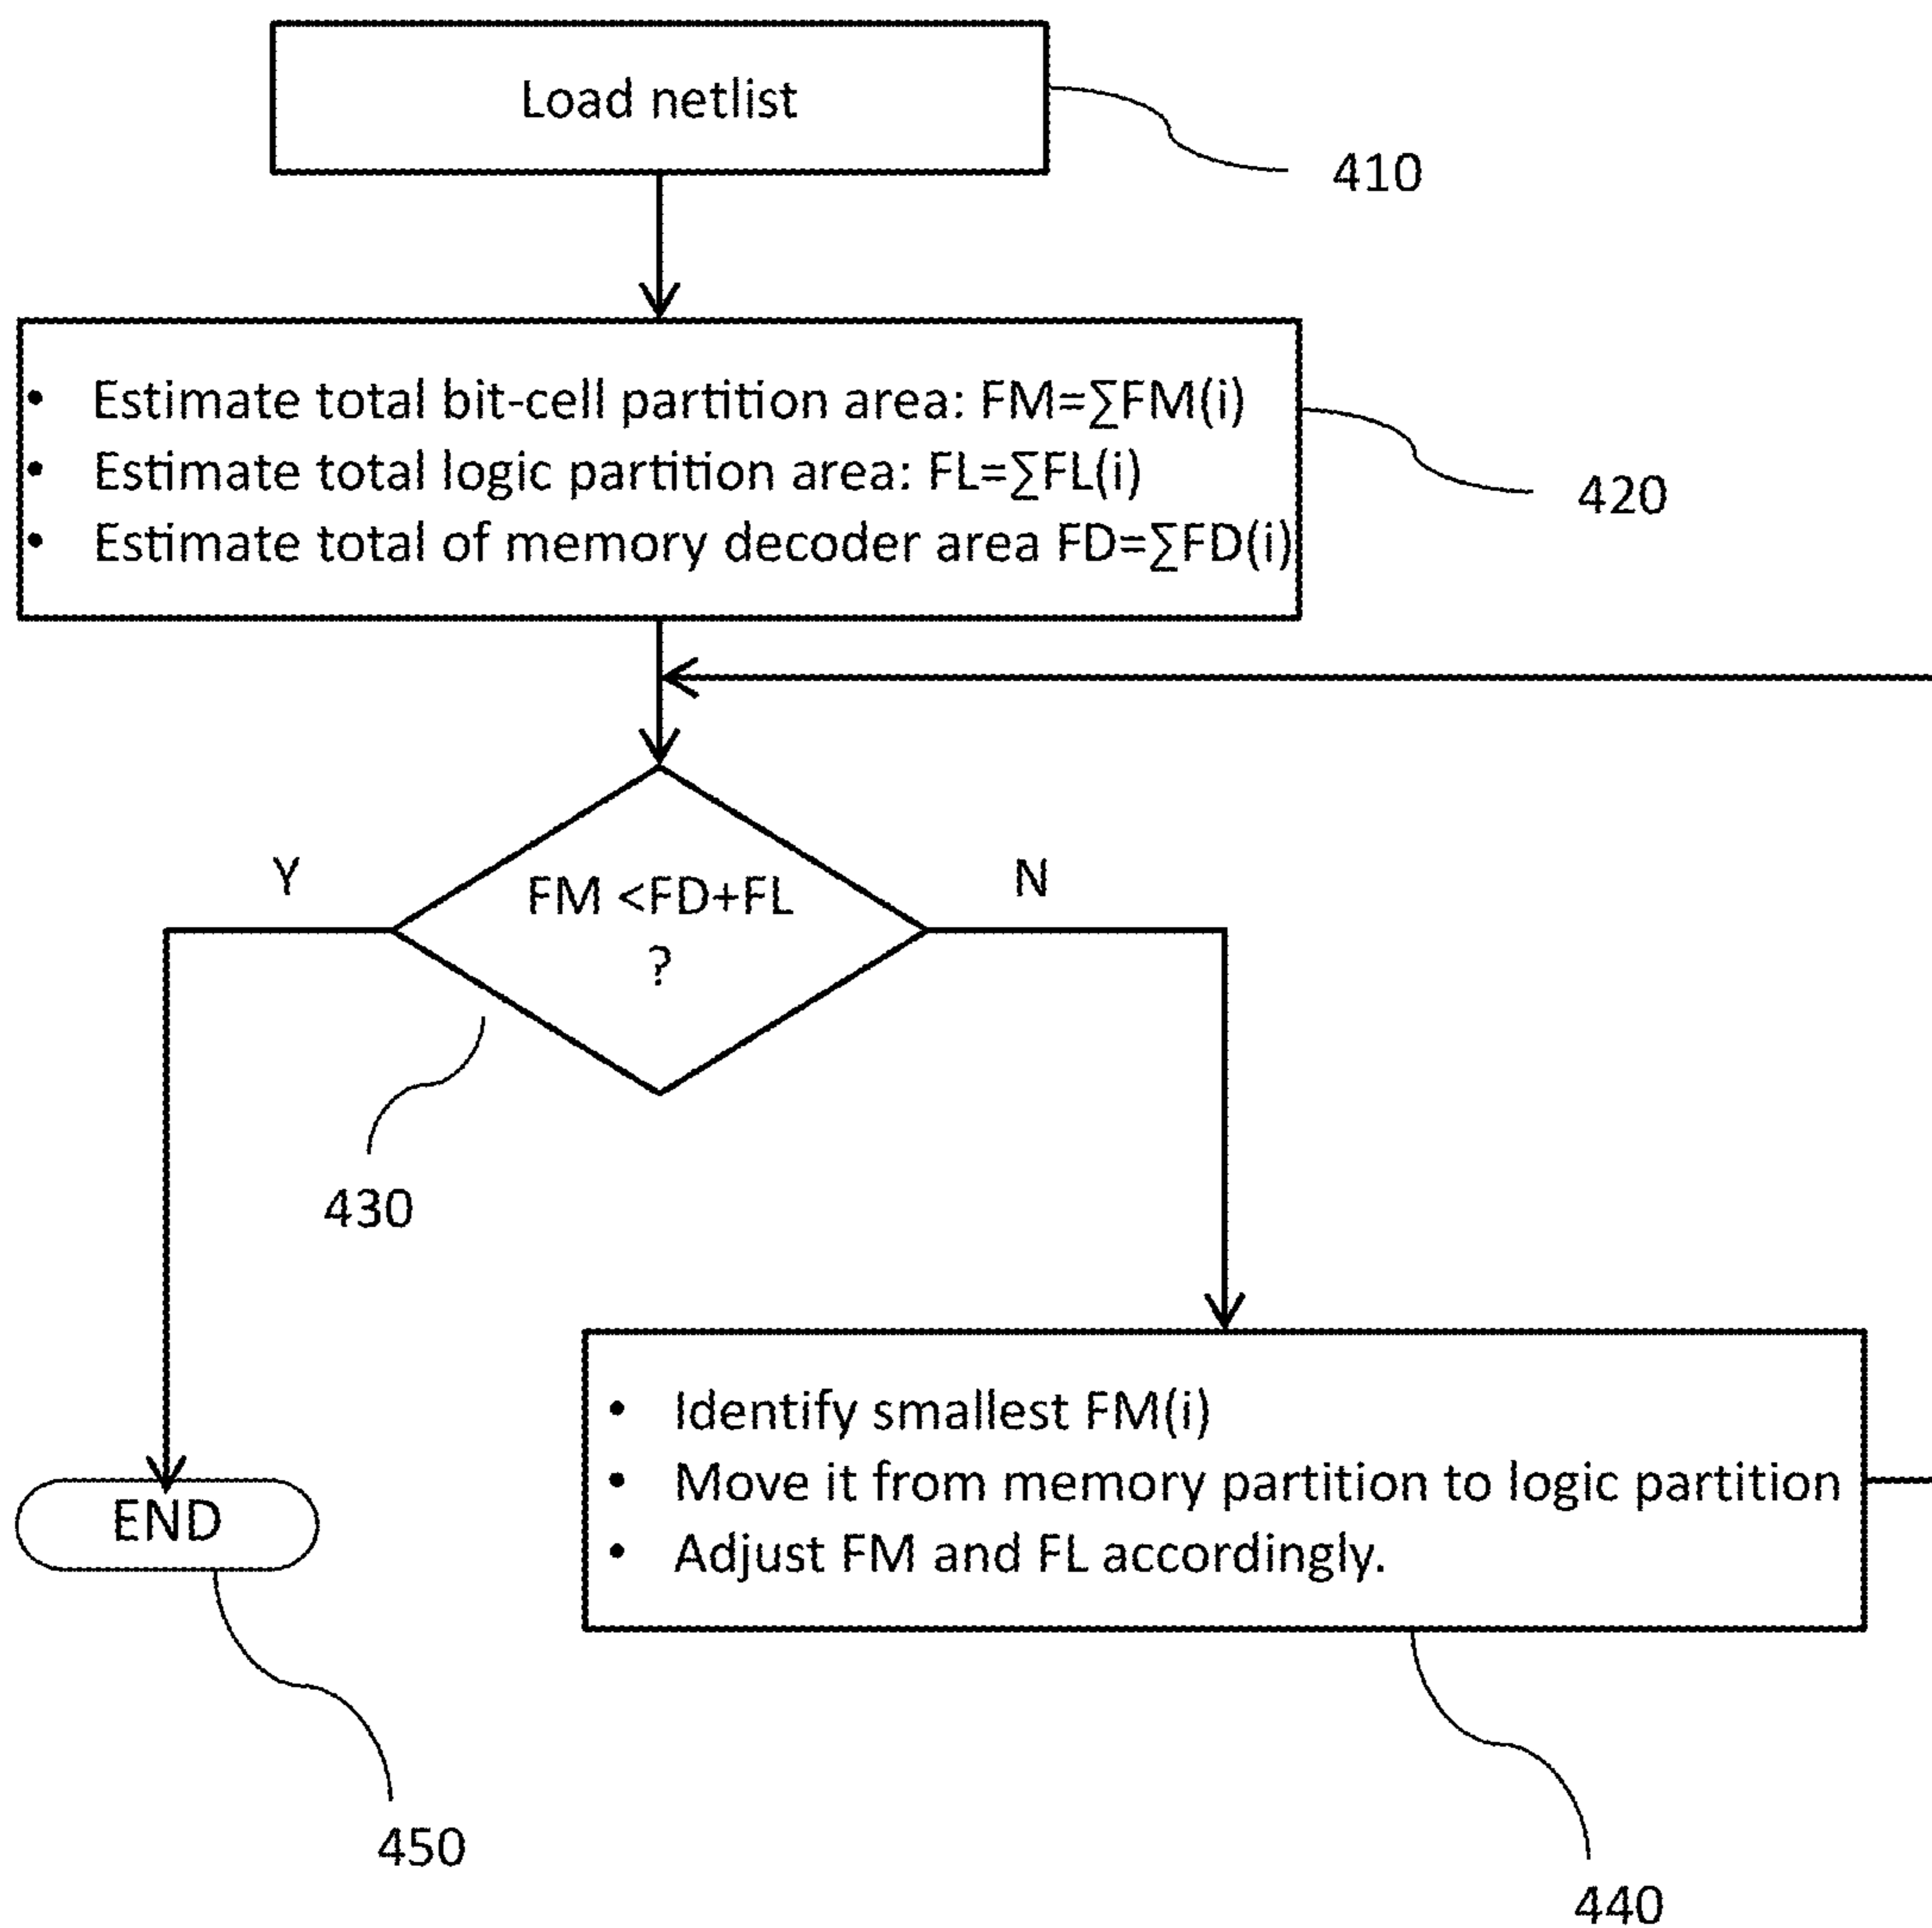 Load netlist
410
• Estimate total bit-cell partition area: FM=∑FM(i)
• Estimate total logic partition area: FL=∑FL(i)
• Estimate total of memory decoder area FD=∑FD(i)
420
Y
N
FM <FD+FL
?
430
• Identify smallest FM(i)
• Move it from memory partition to logic partition
• Adjust FM and FL accordingly.
END
450
440